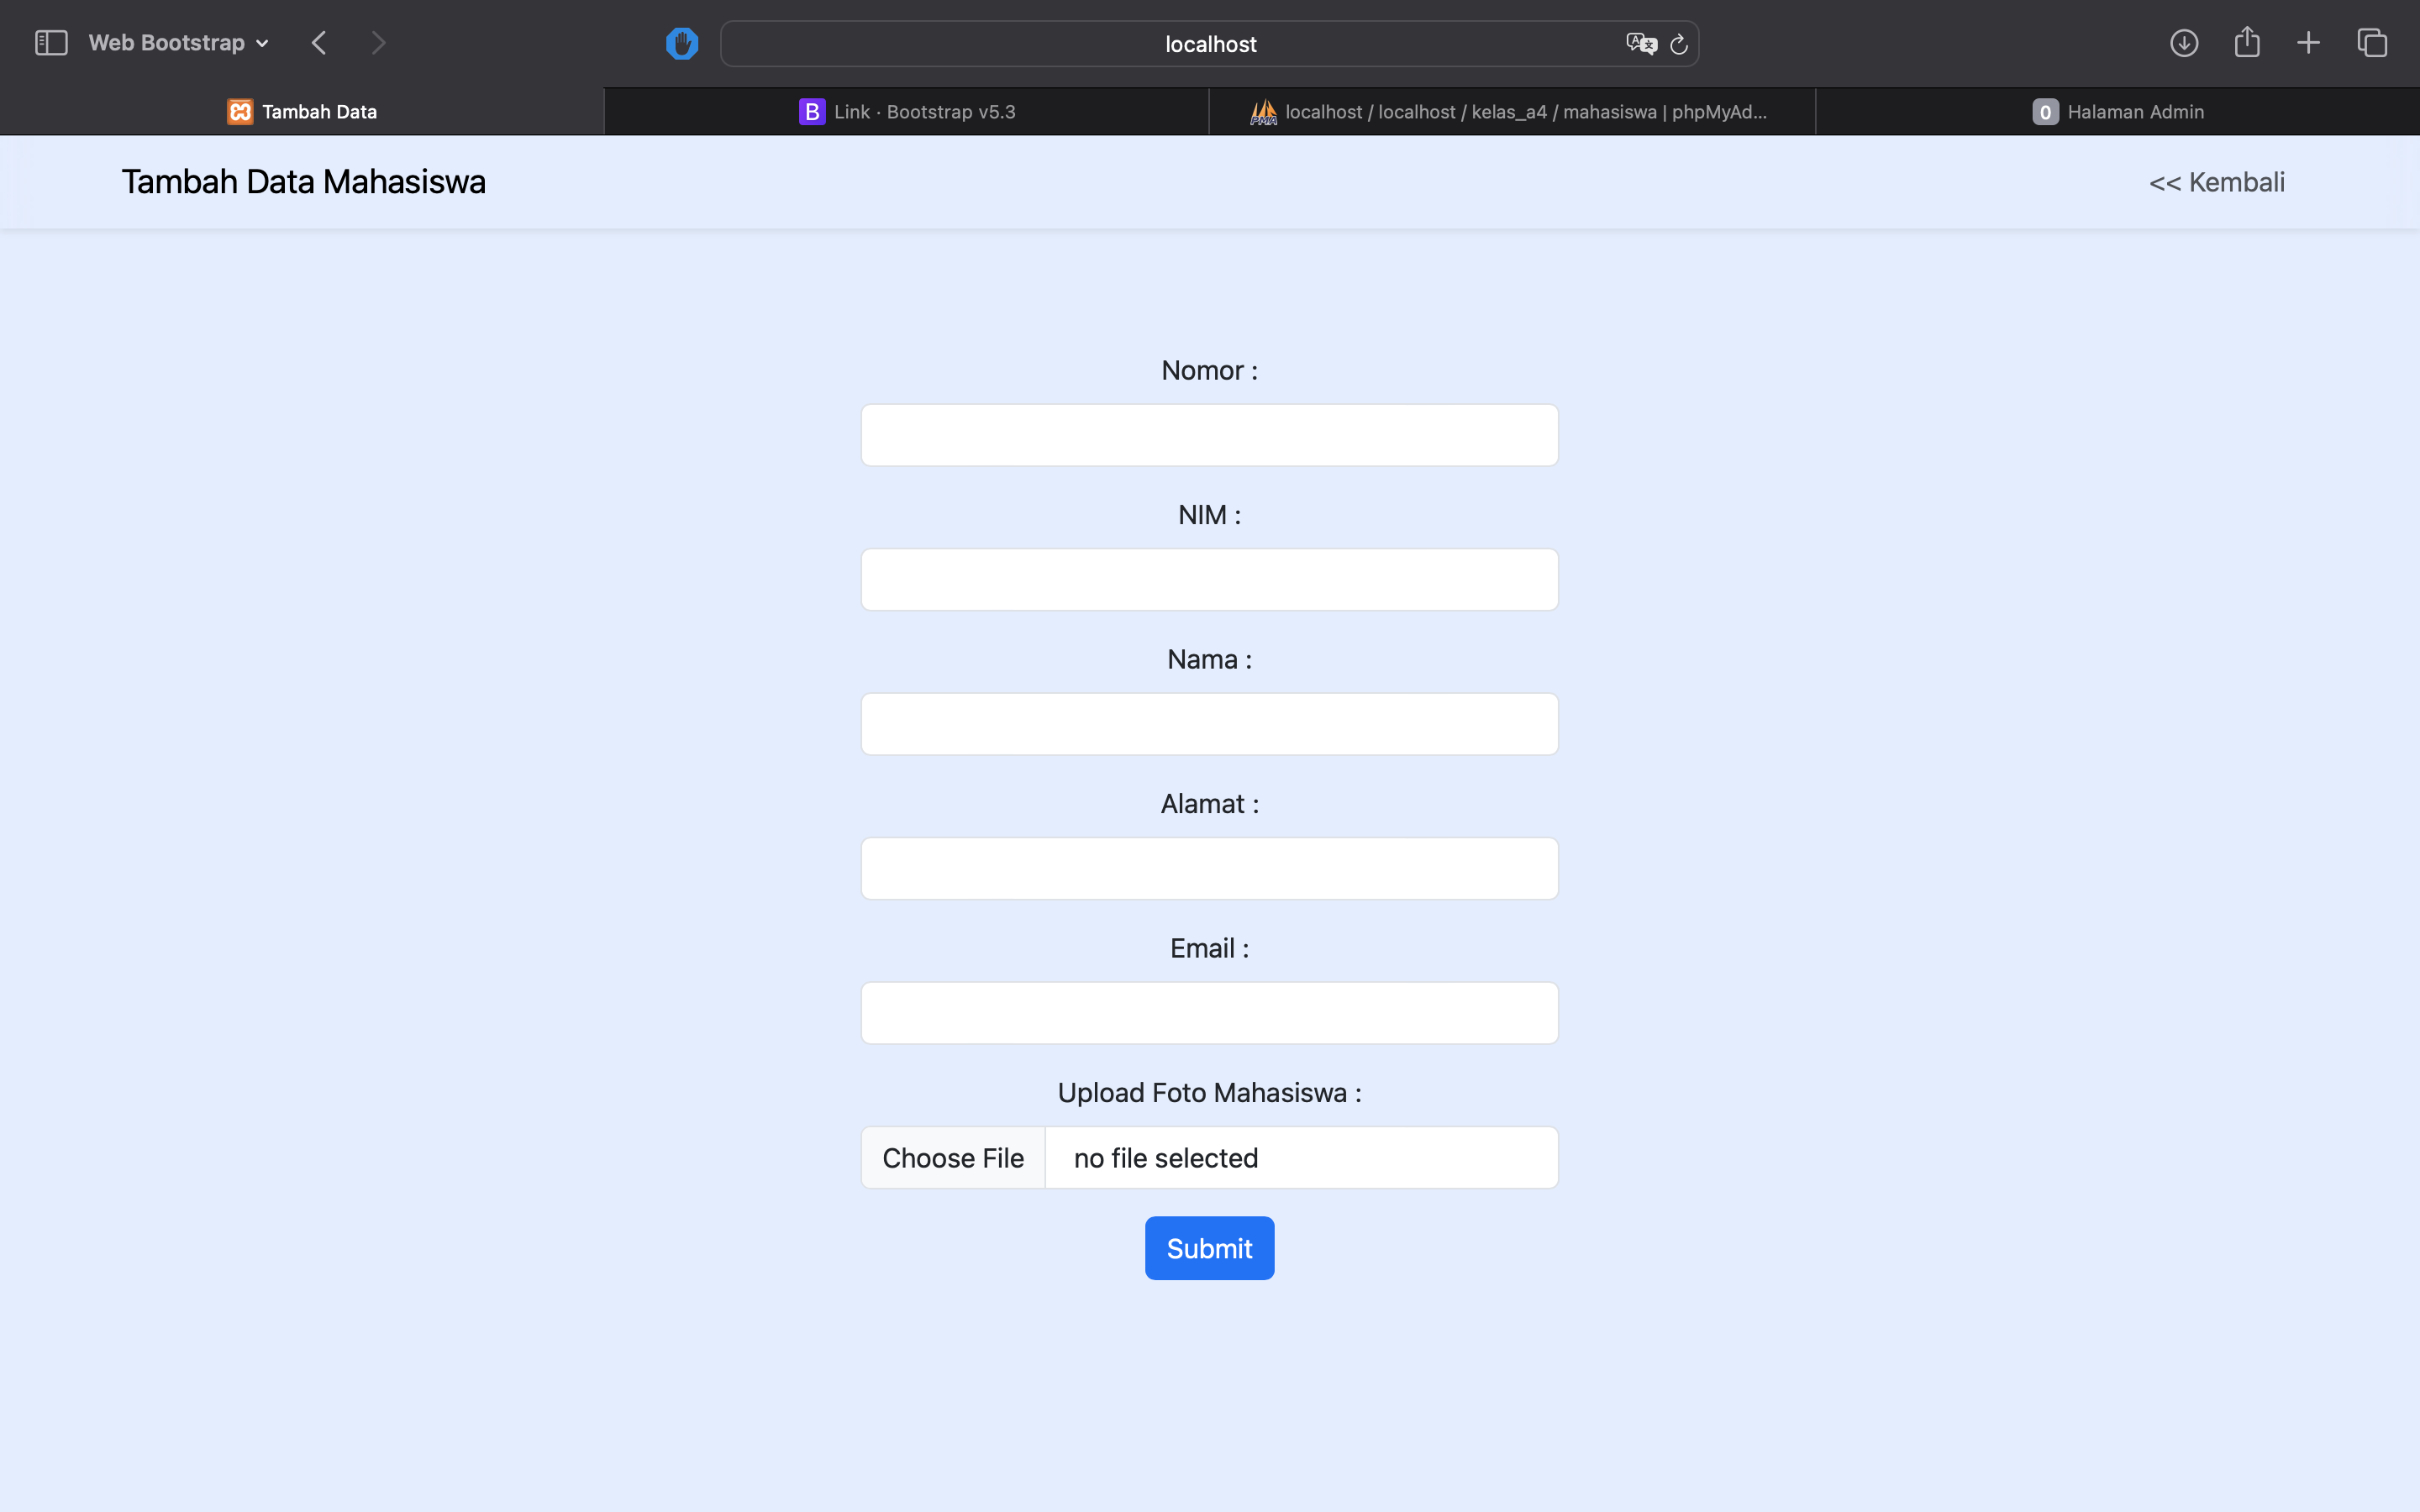 Web Bootstrap
localhost
Tambah Data
B Link · Bootstrap v5.3
PMA localhost / localhost / kelas_a4 / mahasiswa | phpMyAd...
0 Halaman Admin
Tambah Data Mahasiswa
<< Kembali
Nomor :
NIM :
Nama :
Alamat :
Email :
Upload Foto Mahasiswa :
Choose File no file selected
Submit